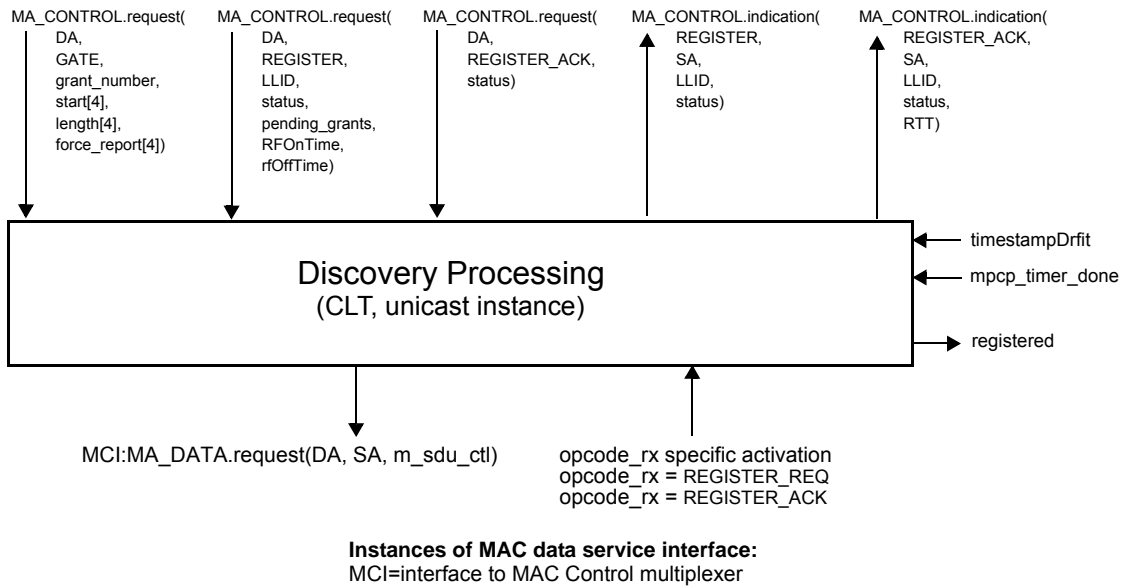 MA_CONTROL.request(
DA,
GATE,
grant_number,
start[4],
length[4],
force_report[4])
MA_CONTROL.request(
DA,
REGISTER,
LLID,
status,
pending_grants,
RFOnTime,
rfOffTime)
MA_CONTROL.request(
DA,
REGISTER_ACK,
status)
MA_CONTROL.indication(
REGISTER,
SA,
LLID,
status)
MA_CONTROL.indication(
REGISTER_ACK,
SA,
LLID,
status,
RTT)
Discovery Processing
(CLT, unicast instance)
timestampDrfit
mpcp_timer_done
registered
MCI:MA_DATA.request(DA, SA, m_sdu_ctl)
opcode_rx specific activation
opcode_rx = REGISTER_REQ
opcode_rx = REGISTER_ACK
Instances of MAC data service interface:
MCI=interface to MAC Control multiplexer